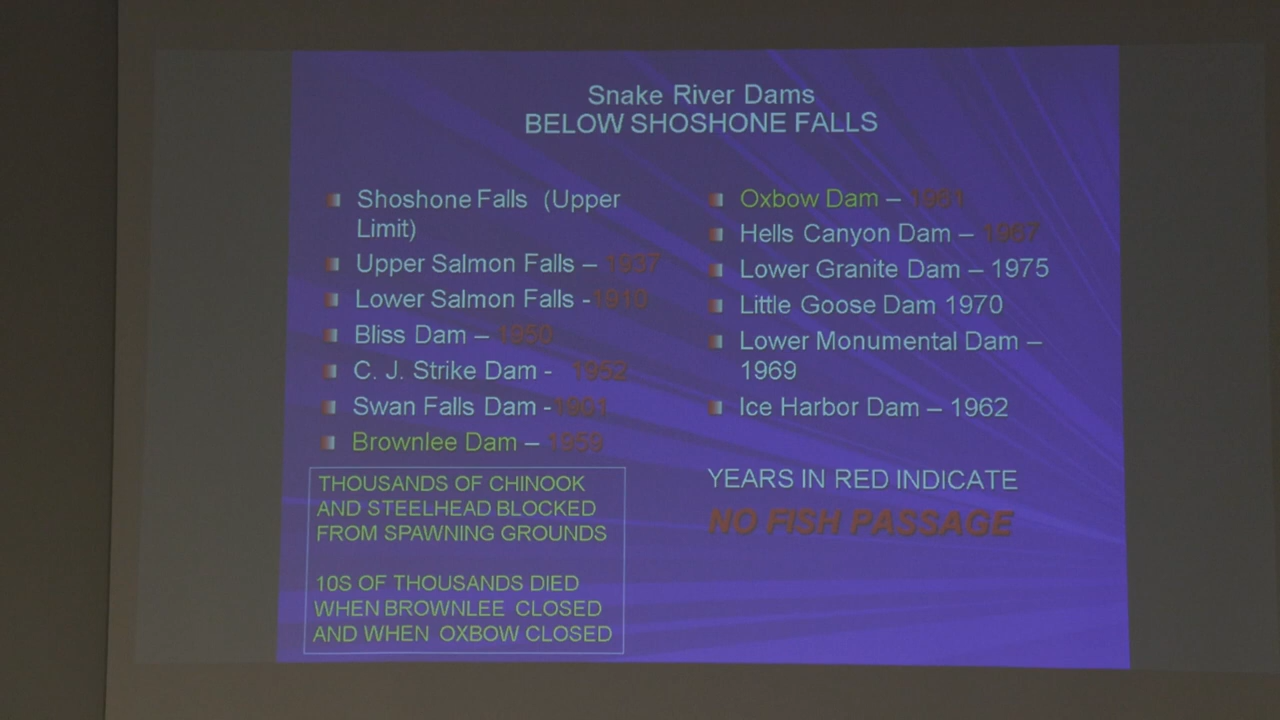 Snake River Dams
BELOW SHOSHONE FALLS
Shoshone Falls (Upper
Limit)
Upper Salmon Falls – 1937
Lower Salmon Falls -1910
Bliss Dam – 1950
C. J. Strike Dam - 1952
Swan Falls Dam -1901
Brownlee Dam – 1959
THOUSANDS OF CHINOOK
AND STEELHEAD BLOCKED
FROM SPAWNING GROUNDS
10S OF THOUSANDS DIED
WHEN BROWNLEE CLOSED
AND WHEN OXBOW CLOSED
Oxbow Dam – 1961
Hells Canyon Dam – 1967
Lower Granite Dam – 1975
Little Goose Dam 1970
Lower Monumental Dam –
1969
Ice Harbor Dam – 1962
YEARS IN RED INDICATE
NO FISH PASSAGE